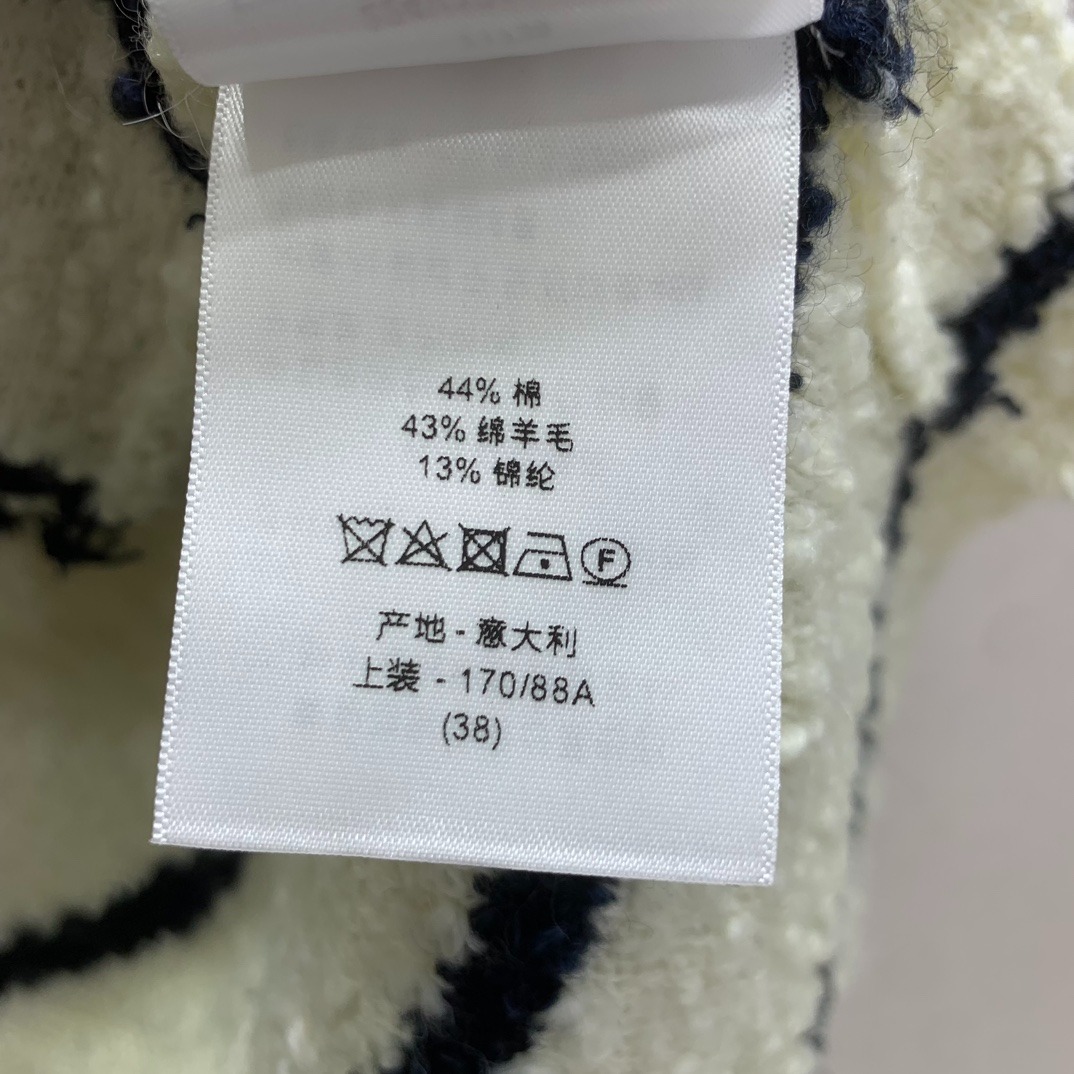 44% 棉
43% 绵羊毛
13% 锦纶
F
产地 - 意大利
上装 - 170/88A
(38)